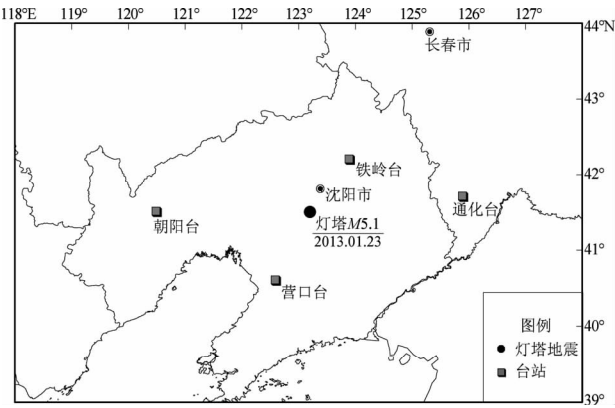 118°E 119° 120° 121° 122° 123° 124° 125° 126° 127° 44°N
长春市
43°
42°
铁岭台
沈阳市
通化台
朝阳台
灯塔M5.1
2013.01.23
41°
营口台
图例
40°
灯塔地震
台站
39°